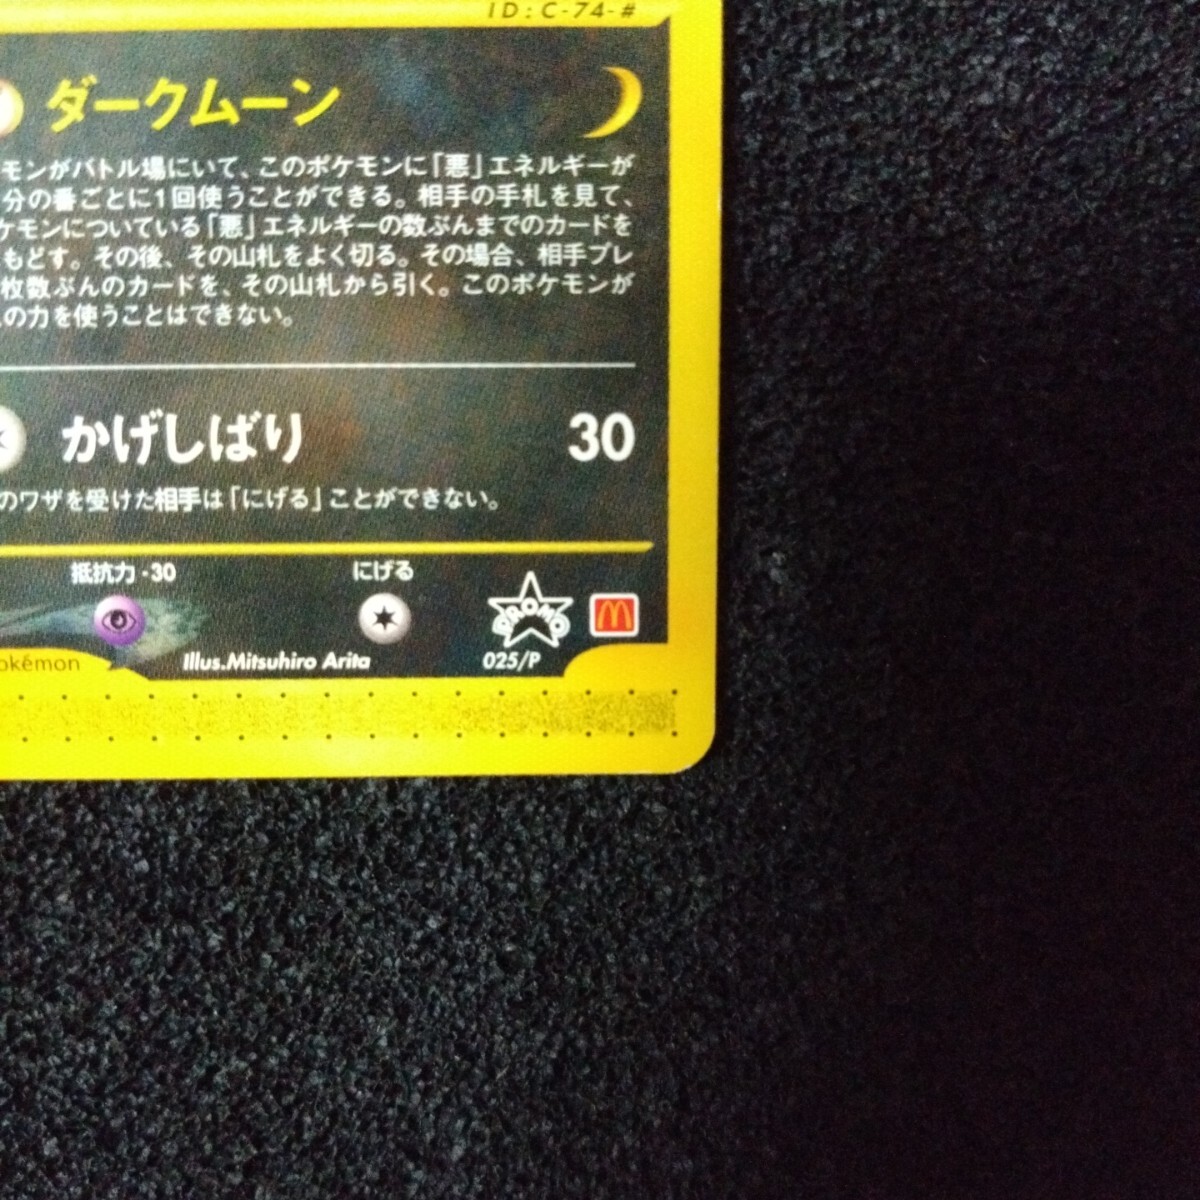 ID:C-74-#
ダークムーン
モンがバトル場にいて、このポケモンに「悪」エネルギーが
分の番ごとに1回使うことができる。相手の手札を見て、
ケモンについている「悪」エネルギーの数ぶんまでのカードを
もどす。その後、その山札をよく切る。その場合、相手プレ
枚数ぶんのカードを、その山札から引く。このポケモンが
の力を使うことはできない。
かげしばり 30
のワザを受けた相手は「にげる」ことができない。
抵抗力 -30 にげる
PROMO
okémon Illus.Mitsuhiro Arita 025/P